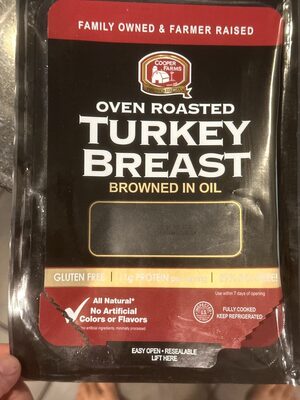 FAMILY OWNED & FARMER RAISED
COOPER
FARMS
OVEN ROASTED
TURKEY
BREAST
BROWNED IN OIL
GLUTEN FREE
PROTEIN
Use within 7 days of opening
All Natural*
No Artificial
Colors or Flavors
FULLY COOKED
KEEP REFRIGERATED
EASY OPEN • RESEALABLE
LIFT HERE